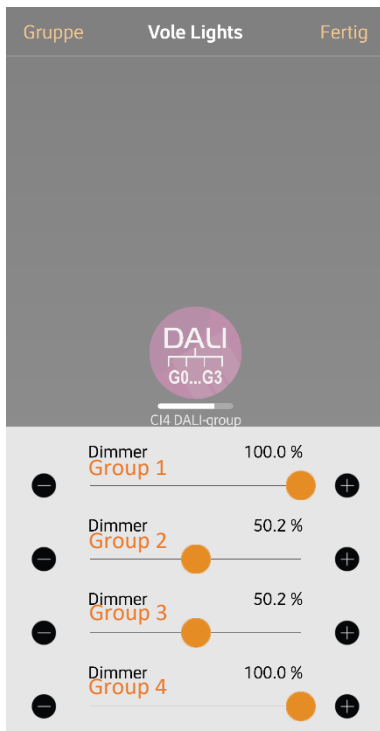 Gruppe Vole Lights Fertig
DALI
G0...G3
CI4 DALI-group
Dimmer 100.0 %
Group 1
Dimmer 50.2 %
Group 2
Dimmer 50.2 %
Group 3
Dimmer 100.0 %
Group 4